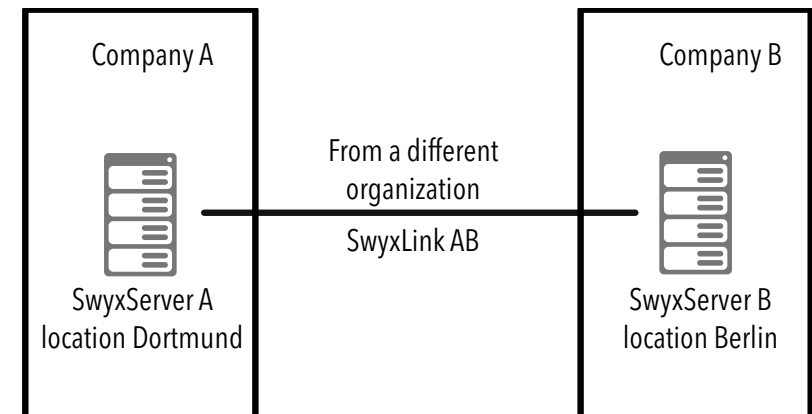 Company A
Company B
From a different
organization
SwyxLink AB
SwyxServer A
location Dortmund
SwyxServer B
location Berlin